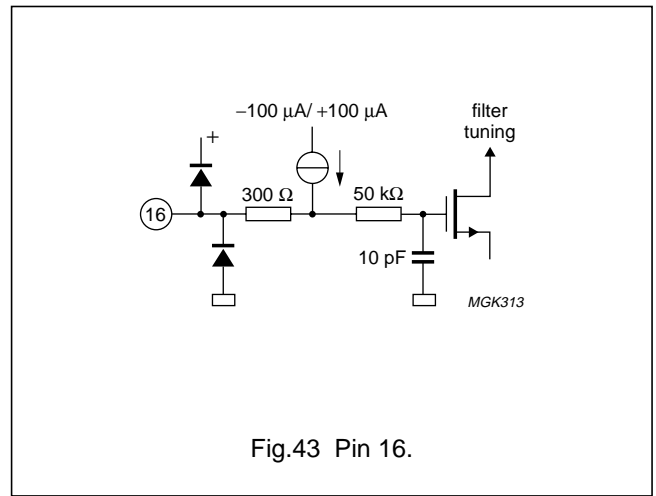 −100 µA/ +100 µA
filter
tuning
+
300 Ω
50 kΩ
16
10 pF
MGK313
Fig.43 Pin 16.